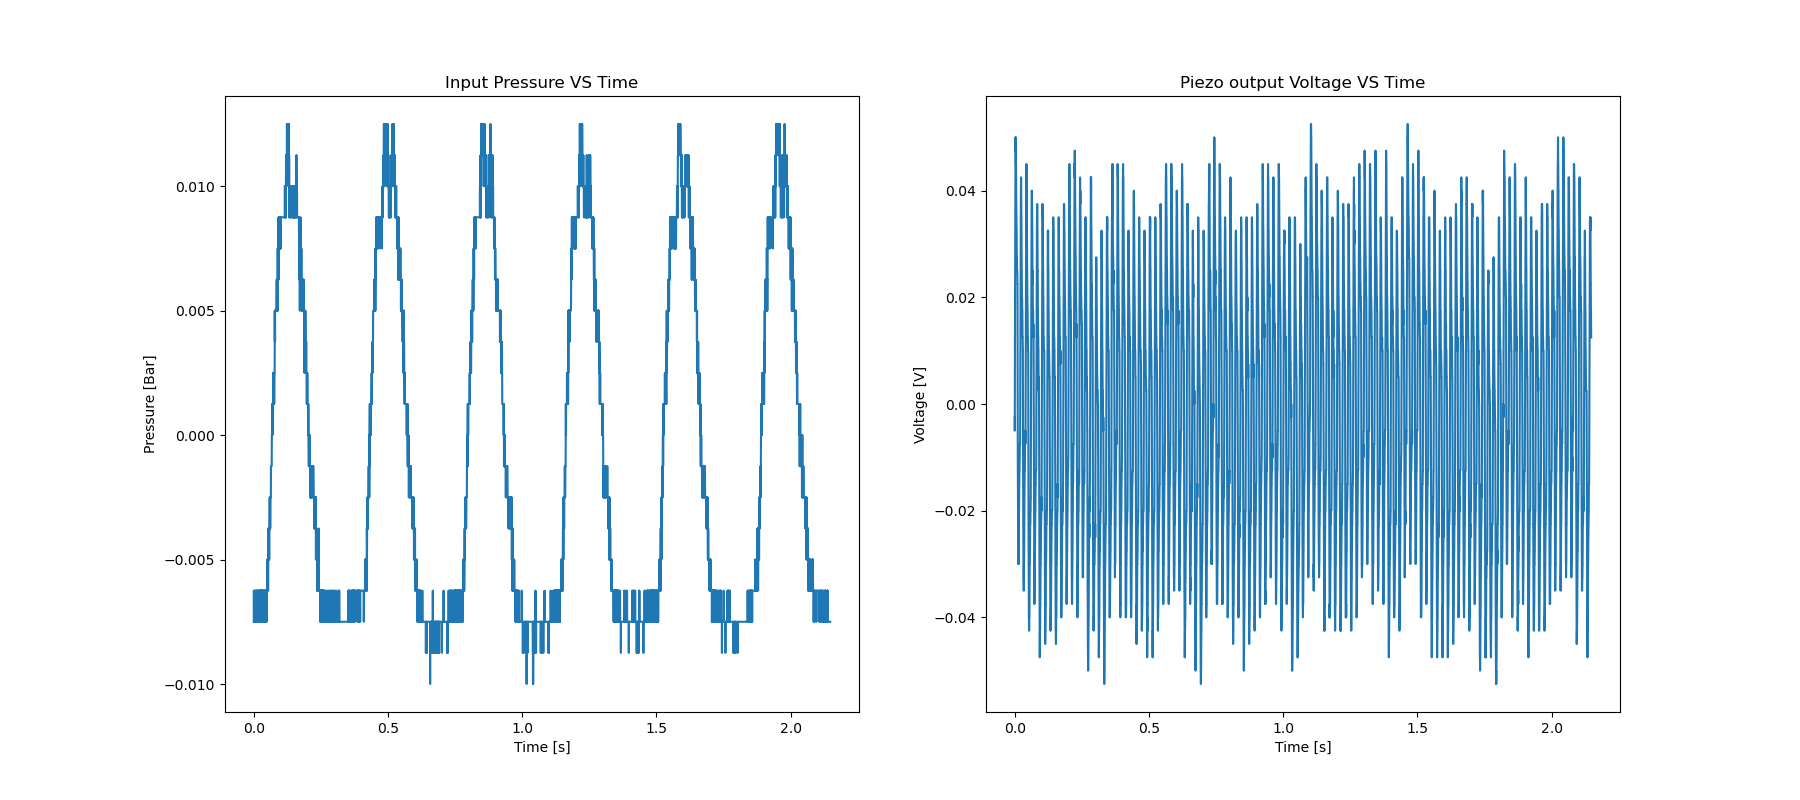 Input Pressure VS Time
Pressure [Bar]
0.010
0.005
0.000
−0.005
−0.010
0.0 0.5 1.0 1.5 2.0
Time [s]
Piezo output Voltage VS Time
Voltage [V]
0.04
0.02
0.00
−0.02
−0.04
0.0 0.5 1.0 1.5 2.0
Time [s]